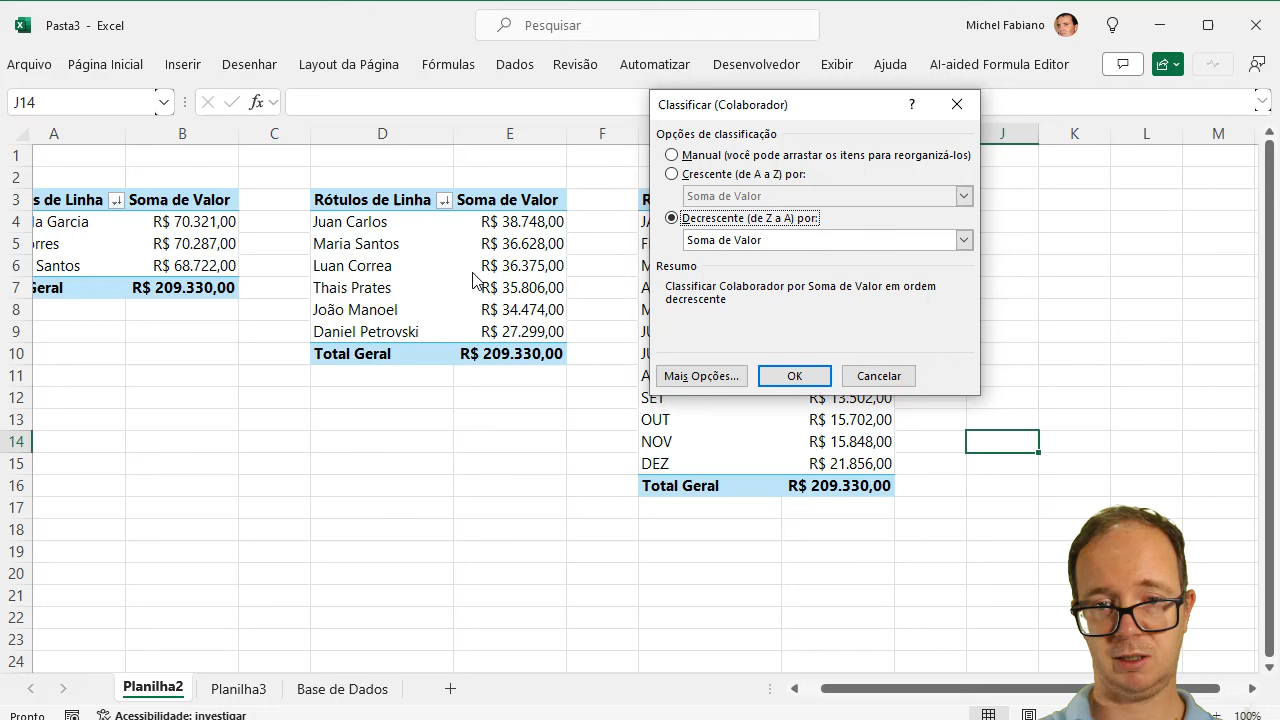 Pasta3 - Excel
Pesquisar
Michel Fabiano
Arquivo Página Inicial Inserir Desenhar Layout da Página Fórmulas Dados Revisão Automatizar Desenvolvedor Exibir Ajuda AI-aided Formula Editor
J14 fx
Classificar (Colaborador) ?
Opções de classificação
Manual (você pode arrastar os itens para reorganizá-los)
Crescente (de A a Z) por:
Soma de Valor
Decrescente (de Z a A) por:
Soma de Valor
Resumo
Classificar Colaborador por Soma de Valor em ordem
decrescente
Mais Opções... OK Cancelar
A B C D E F J K L M
1
2
3 s de Linha Soma de Valor Rótulos de Linha Soma de Valor
4 la Garcia R$ 70.321,00 Juan Carlos R$ 38.748,00
5 orres R$ 70.287,00 Maria Santos R$ 36.628,00
6 Santos R$ 68.722,00 Luan Correa R$ 36.375,00
7 Geral R$ 209.330,00 Thais Prates R$ 35.806,00
8 João Manoel R$ 34.474,00
9 Daniel Petrovski R$ 27.299,00
10 Total Geral R$ 209.330,00
11
12 SET R$ 13.502,00
13 OUT R$ 15.702,00
14 NOV R$ 15.848,00
15 DEZ R$ 21.856,00
16 Total Geral R$ 209.330,00
17
18
19
20
21
22
23
24
Planilha2 Planilha3 Base de Dados
Pronto Acessibilidade: investigar 100%